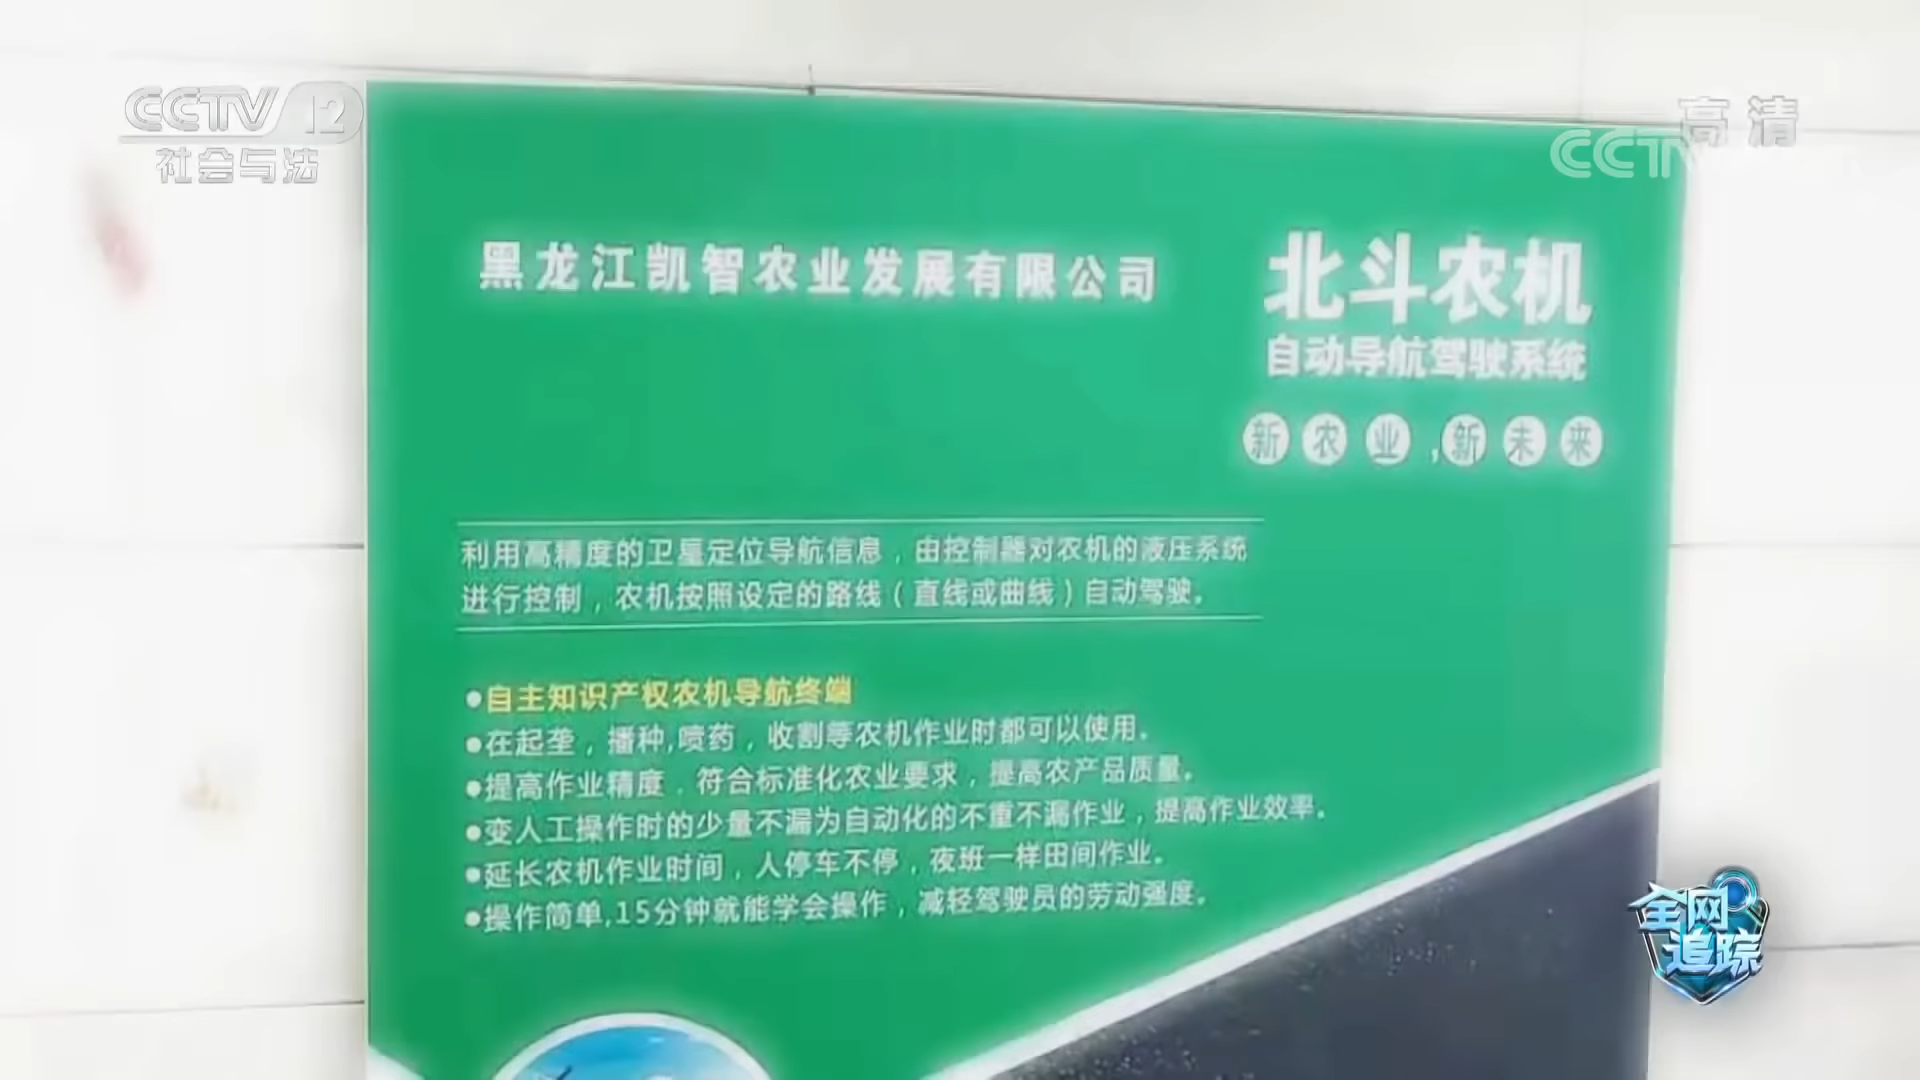 CCTV 12
社会与法
高清
CCTV
黑龙江凯智农业发展有限公司
北斗农机
自动导航驾驶系统
新农业,新未来
利用高精度的卫星定位导航信息，由控制器对农机的液压系统
进行控制，农机按照设定的路线（直线或曲线）自动驾驶。
●自主知识产权农机导航终端
●在起垄，播种,喷药，收割等农机作业时都可以使用。
●提高作业精度，符合标准化农业要求，提高农产品质量。
●变人工操作时的少量不漏为自动化的不重不漏作业，提高作业效率。
●延长农机作业时间，人停车不停，夜班一样田间作业。
●操作简单,15分钟就能学会操作，减轻驾驶员的劳动强度。
全网
追踪